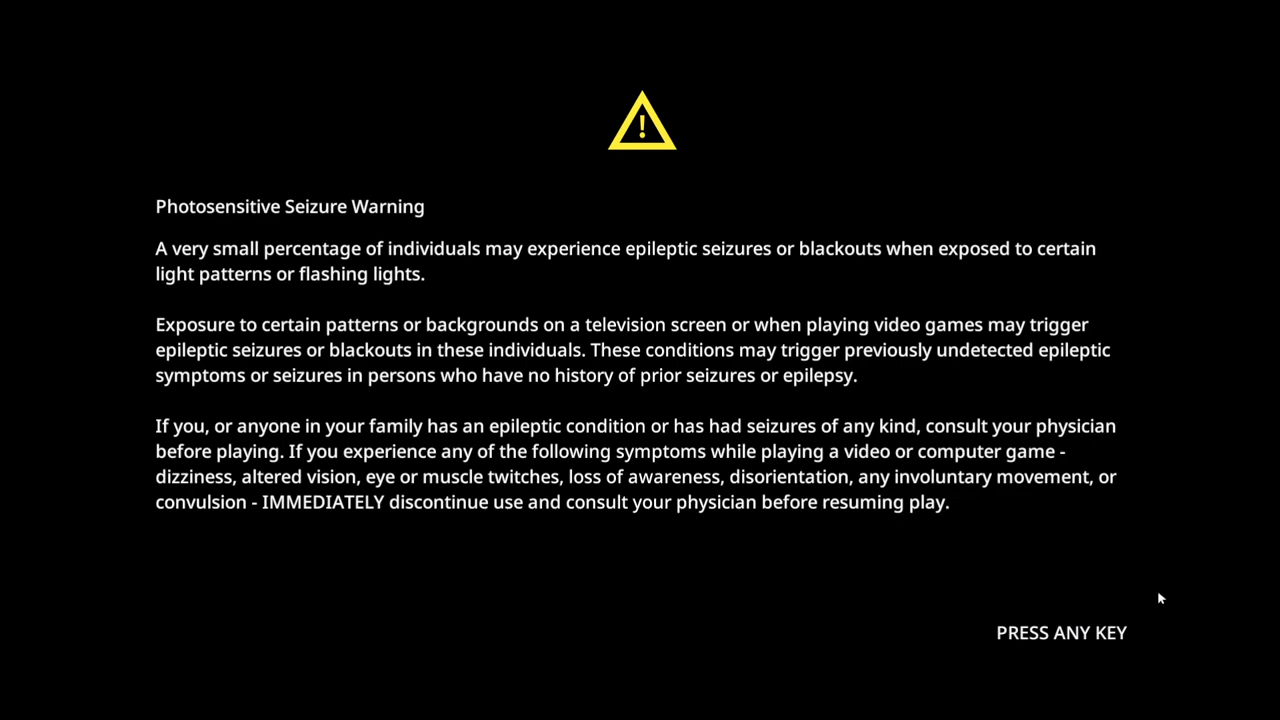 !
Photosensitive Seizure Warning
A very small percentage of individuals may experience epileptic seizures or blackouts when exposed to certain
light patterns or flashing lights.
Exposure to certain patterns or backgrounds on a television screen or when playing video games may trigger
epileptic seizures or blackouts in these individuals. These conditions may trigger previously undetected epileptic
symptoms or seizures in persons who have no history of prior seizures or epilepsy.
If you, or anyone in your family has an epileptic condition or has had seizures of any kind, consult your physician
before playing. If you experience any of the following symptoms while playing a video or computer game -
dizziness, altered vision, eye or muscle twitches, loss of awareness, disorientation, any involuntary movement, or
convulsion - IMMEDIATELY discontinue use and consult your physician before resuming play.
PRESS ANY KEY